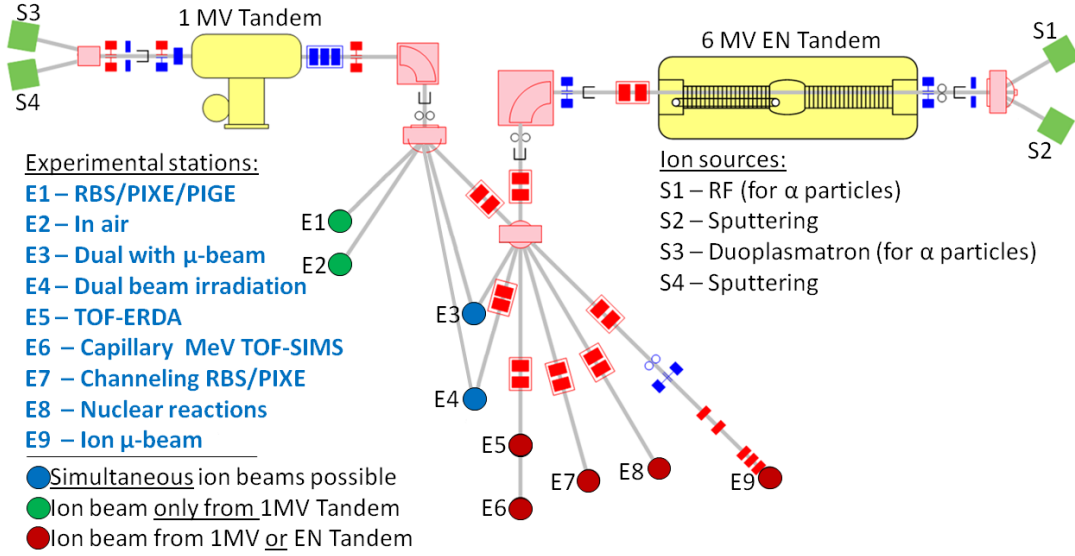 S3
1 MV Tandem
S4
6 MV EN Tandem
S1
S2
Experimental stations:
E1 – RBS/PIXE/PIGE
E2 – In air
E3 – Dual with μ-beam
E4 – Dual beam irradiation
E5 – TOF-ERDA
E6 – Capillary MeV TOF-SIMS
E7 – Channeling RBS/PIXE
E8 – Nuclear reactions
E9 – Ion μ-beam
Simultaneous ion beams possible
Ion beam only from 1MV Tandem
Ion beam from 1MV or EN Tandem
Ion sources:
S1 – RF (for α particles)
S2 – Sputtering
S3 – Duoplasmatron (for α particles)
S4 – Sputtering
E1
E2
E3
E4
E5
E6
E7
E8
E9